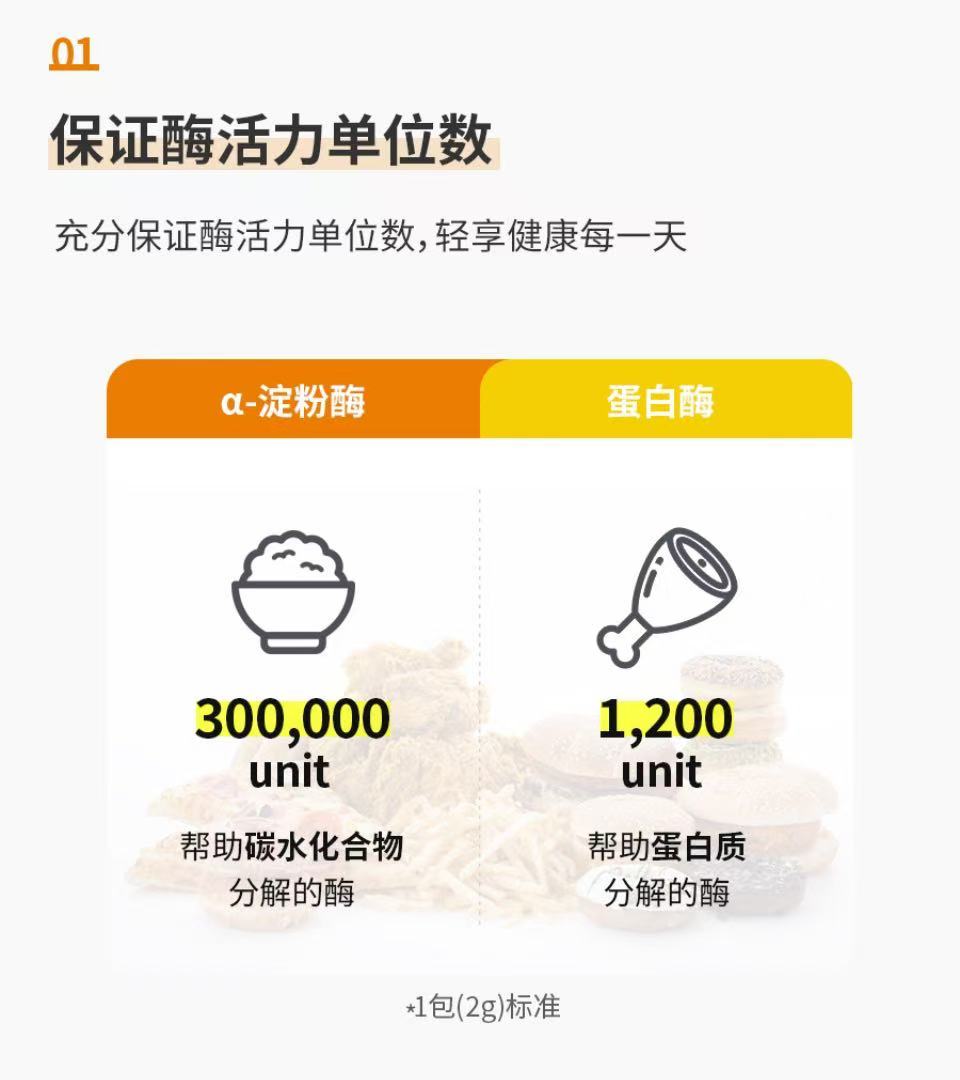 01
保证酶活力单位数
充分保证酶活力单位数，轻享健康每一天
α-淀粉酶
蛋白酶
300,000
unit
帮助碳水化合物
分解的酶
1,200
unit
帮助蛋白质
分解的酶
*1包(2g)标准